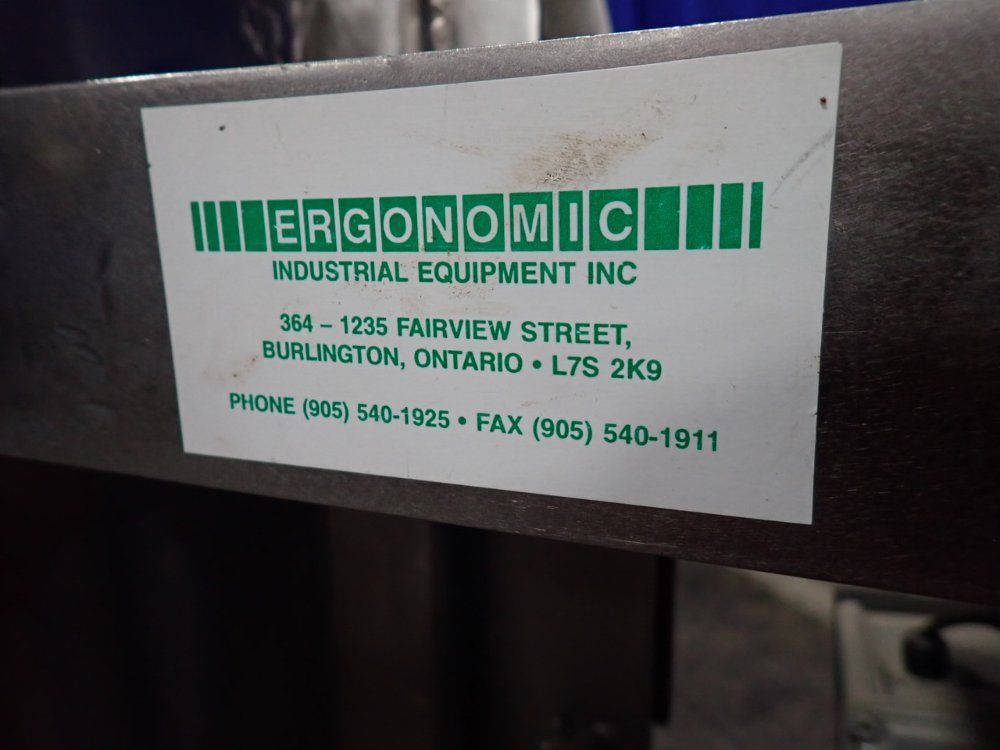 ERGONOMIC
INDUSTRIAL EQUIPMENT INC
364 – 1235 FAIRVIEW STREET,
BURLINGTON, ONTARIO • L7S 2K9
PHONE (905) 540-1925 • FAX (905) 540-1911